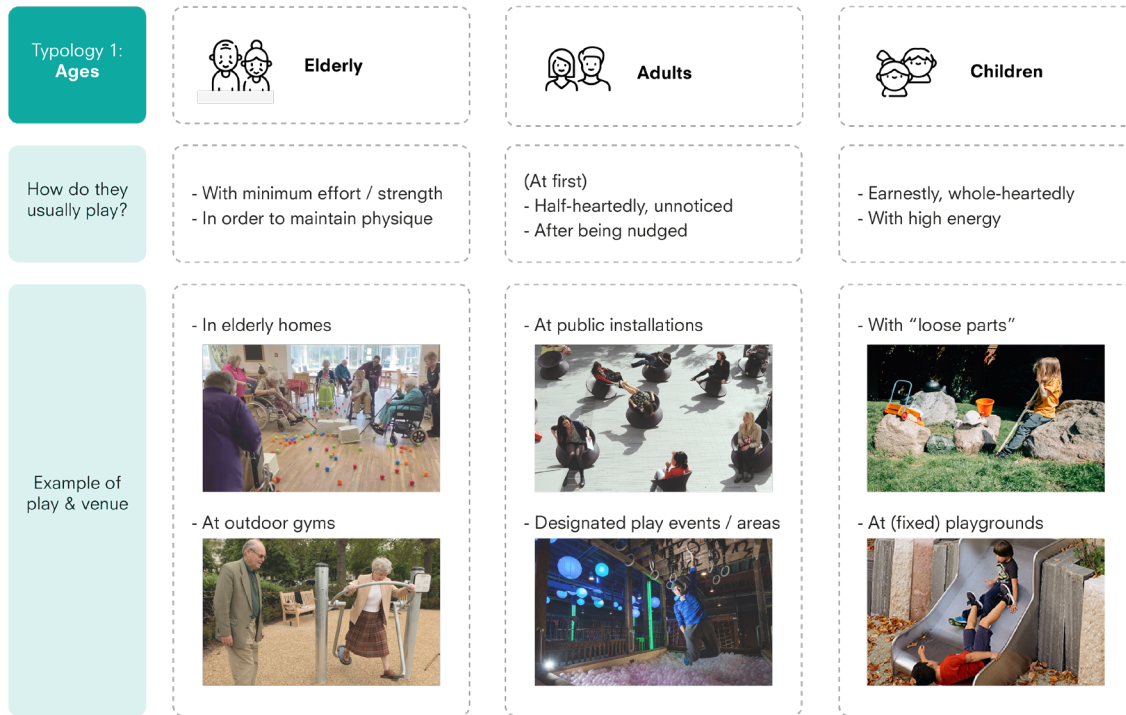 Typology 1:
Ages
Elderly
Adults
Children
How do they
usually play?
- With minimum effort / strength
- In order to maintain physique
(At first)
- Half-heartedly, unnoticed
- After being nudged
- Earnestly, whole-heartedly
- With high energy
Example of
play & venue
- In elderly homes
- At outdoor gyms
- At public installations
- Designated play events / areas
- With “loose parts”
- At (fixed) playgrounds